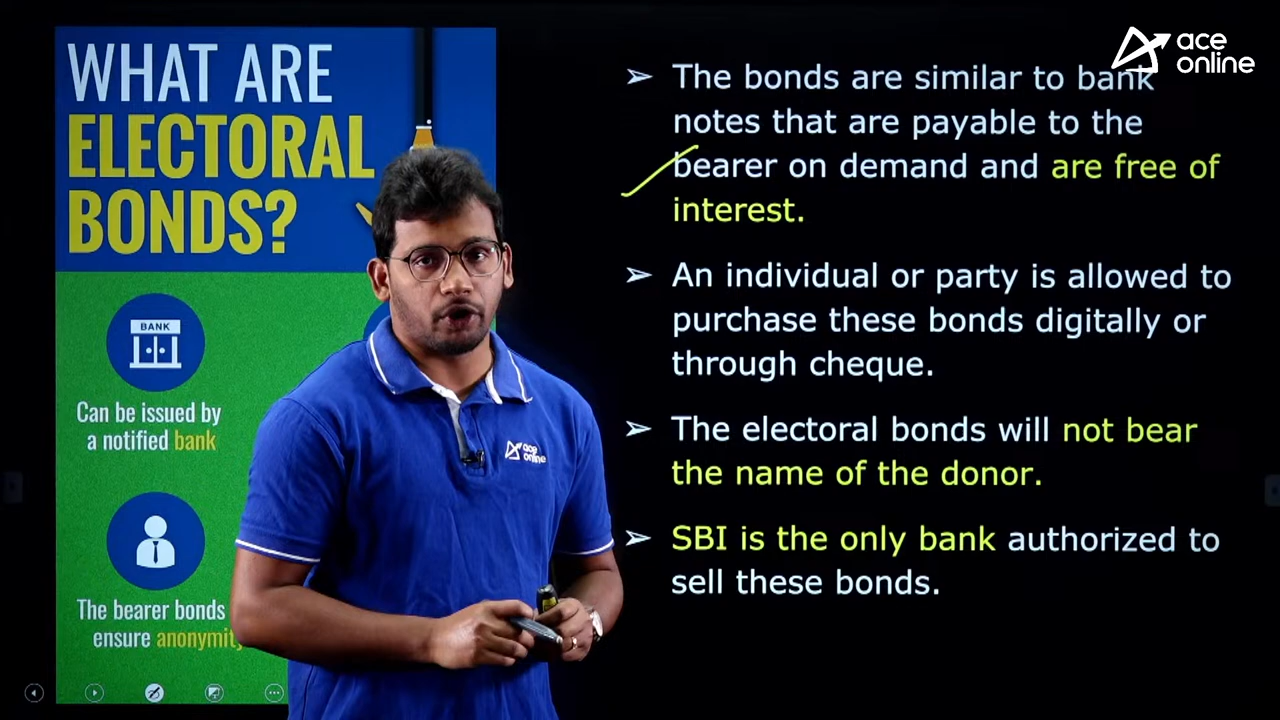 WHAT ARE
ELECTORAL
BONDS?
BANK
Can be issued by
a notified bank
The bearer bonds
ensure anonymity
ace
online
➢ The bonds are similar to bank
notes that are payable to the
bearer on demand and are free of
interest.
➢ An individual or party is allowed to
purchase these bonds digitally or
through cheque.
➢ The electoral bonds will not bear
the name of the donor.
➢ SBI is the only bank authorized to
sell these bonds.
ace
online